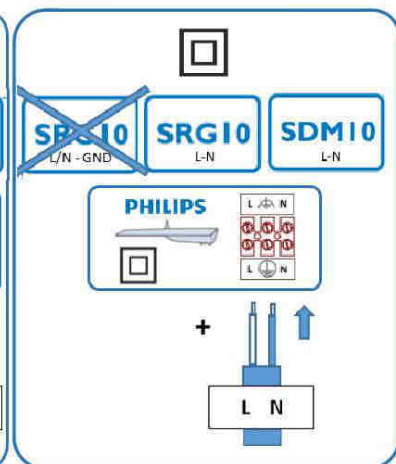 SRG10 SRG10 SDM10
L/N - GND L-N L-N
PHILIPS
L N
L N
+
L N